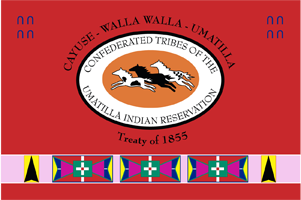 CAYUSE - WALLA WALLA - UMATILLA
CONFEDERATED TRIBES OF THE
UMATILLA INDIAN RESERVATION
Treaty of 1855